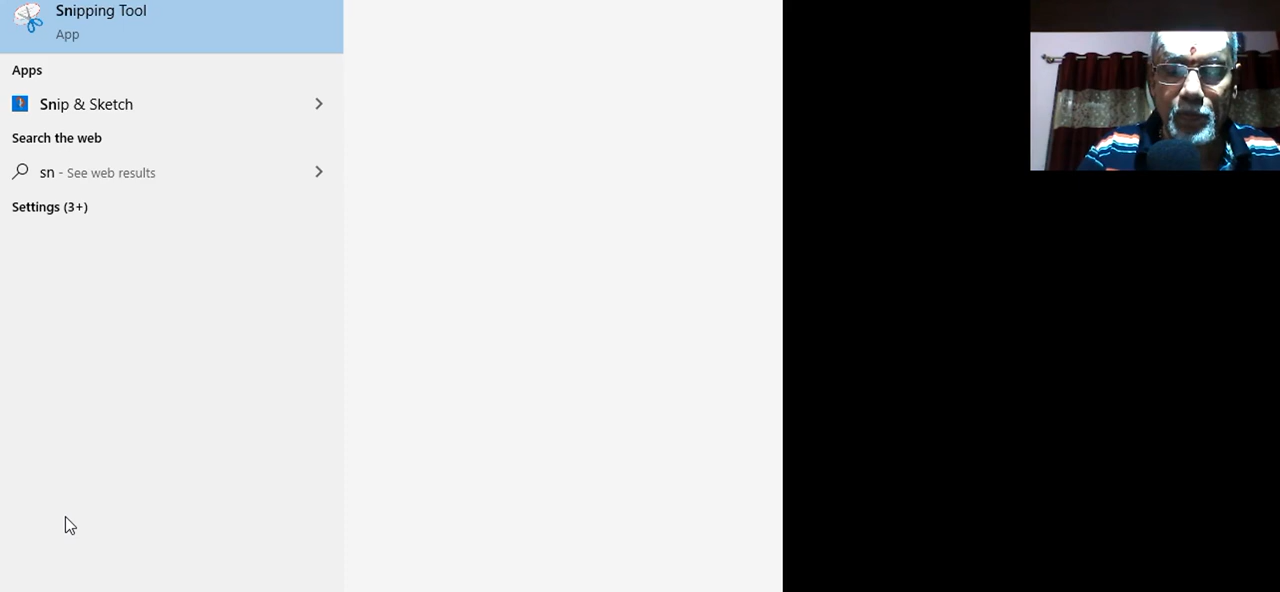 Snipping Tool
App
Apps
Snip & Sketch
Search the web
sn - See web results
Settings (3+)